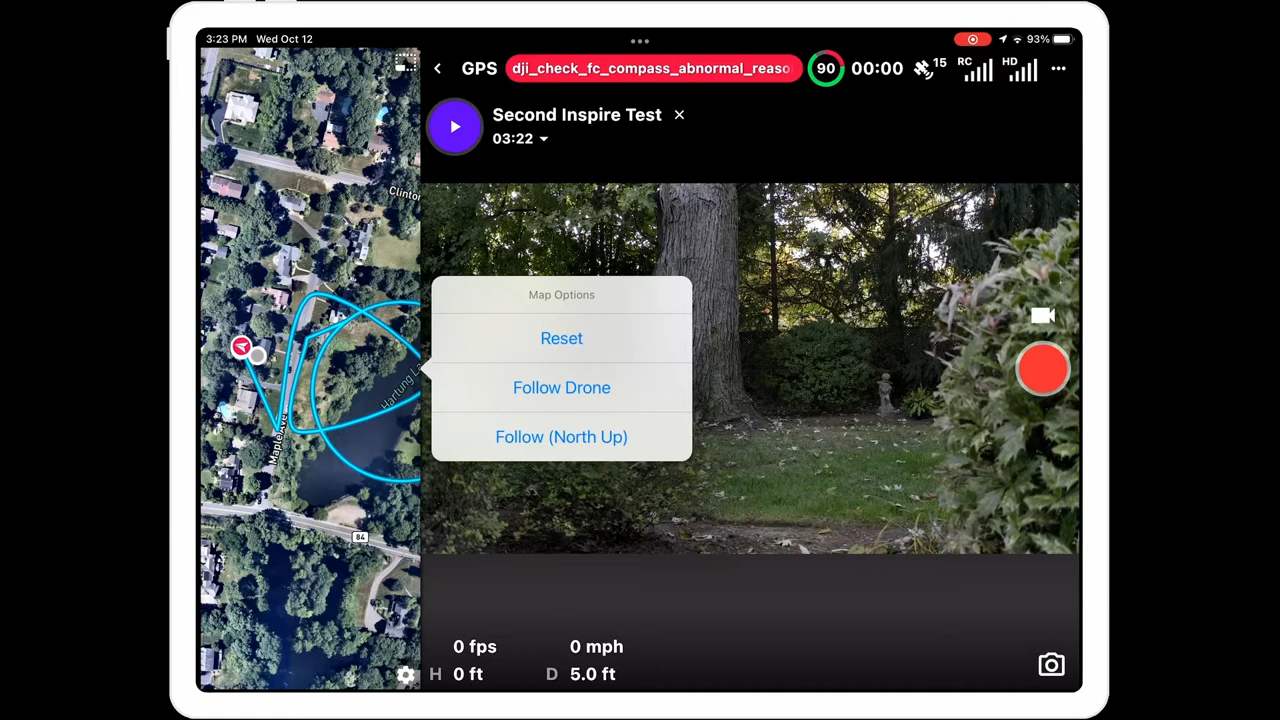 3:23 PM Wed Oct 12
93%
GPS
dji_check_fc_compass_abnormal_reaso
90
00:00
15
RC
HD
Second Inspire Test
03:22
Clinto
Map Options
Reset
Follow Drone
Follow (North Up)
Hartung La
Maple Ave
84
0 fps
0 mph
H 0 ft
D 5.0 ft